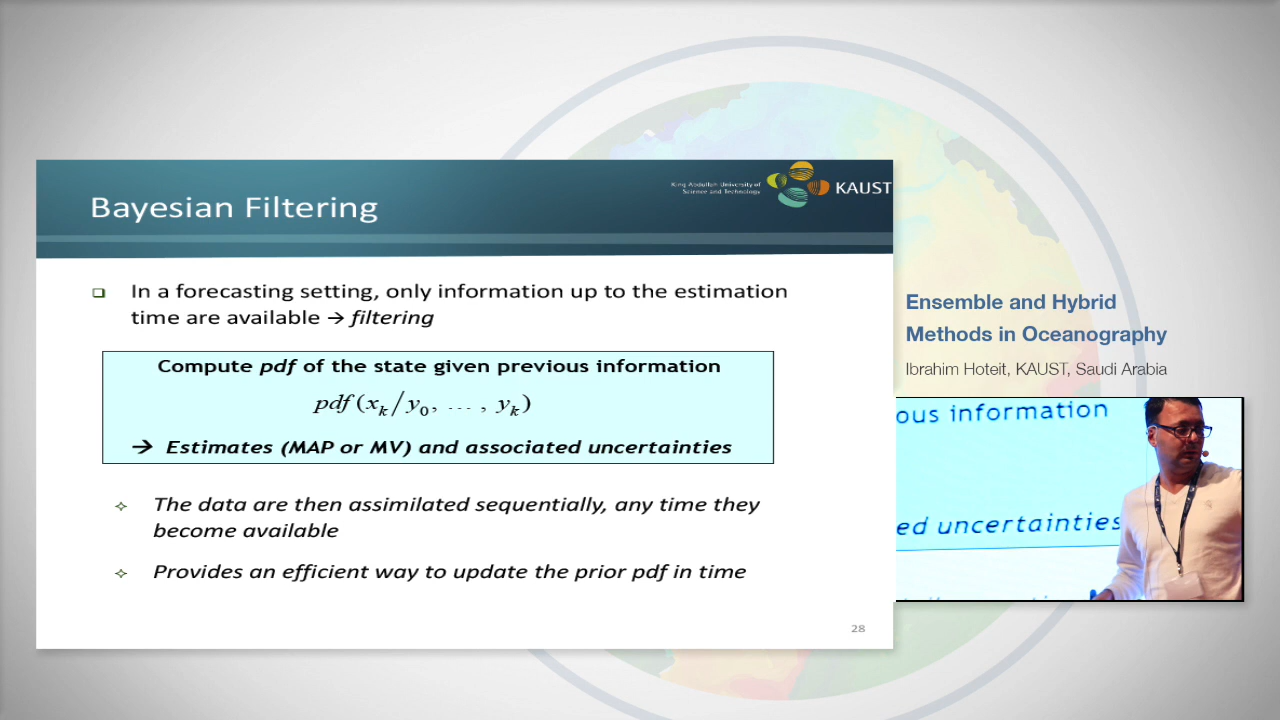 King Abdullah University of
Science and Technology
KAUST
Bayesian Filtering
In a forecasting setting, only information up to the estimation
time are available → filtering
Compute pdf of the state given previous information
pdf (x_k / y_0, … , y_k)
→ Estimates (MAP or MV) and associated uncertainties
The data are then assimilated sequentially, any time they
become available
Provides an efficient way to update the prior pdf in time
28
Ensemble and Hybrid
Methods in Oceanography
Ibrahim Hoteit, KAUST, Saudi Arabia
ous information
ed uncertainties